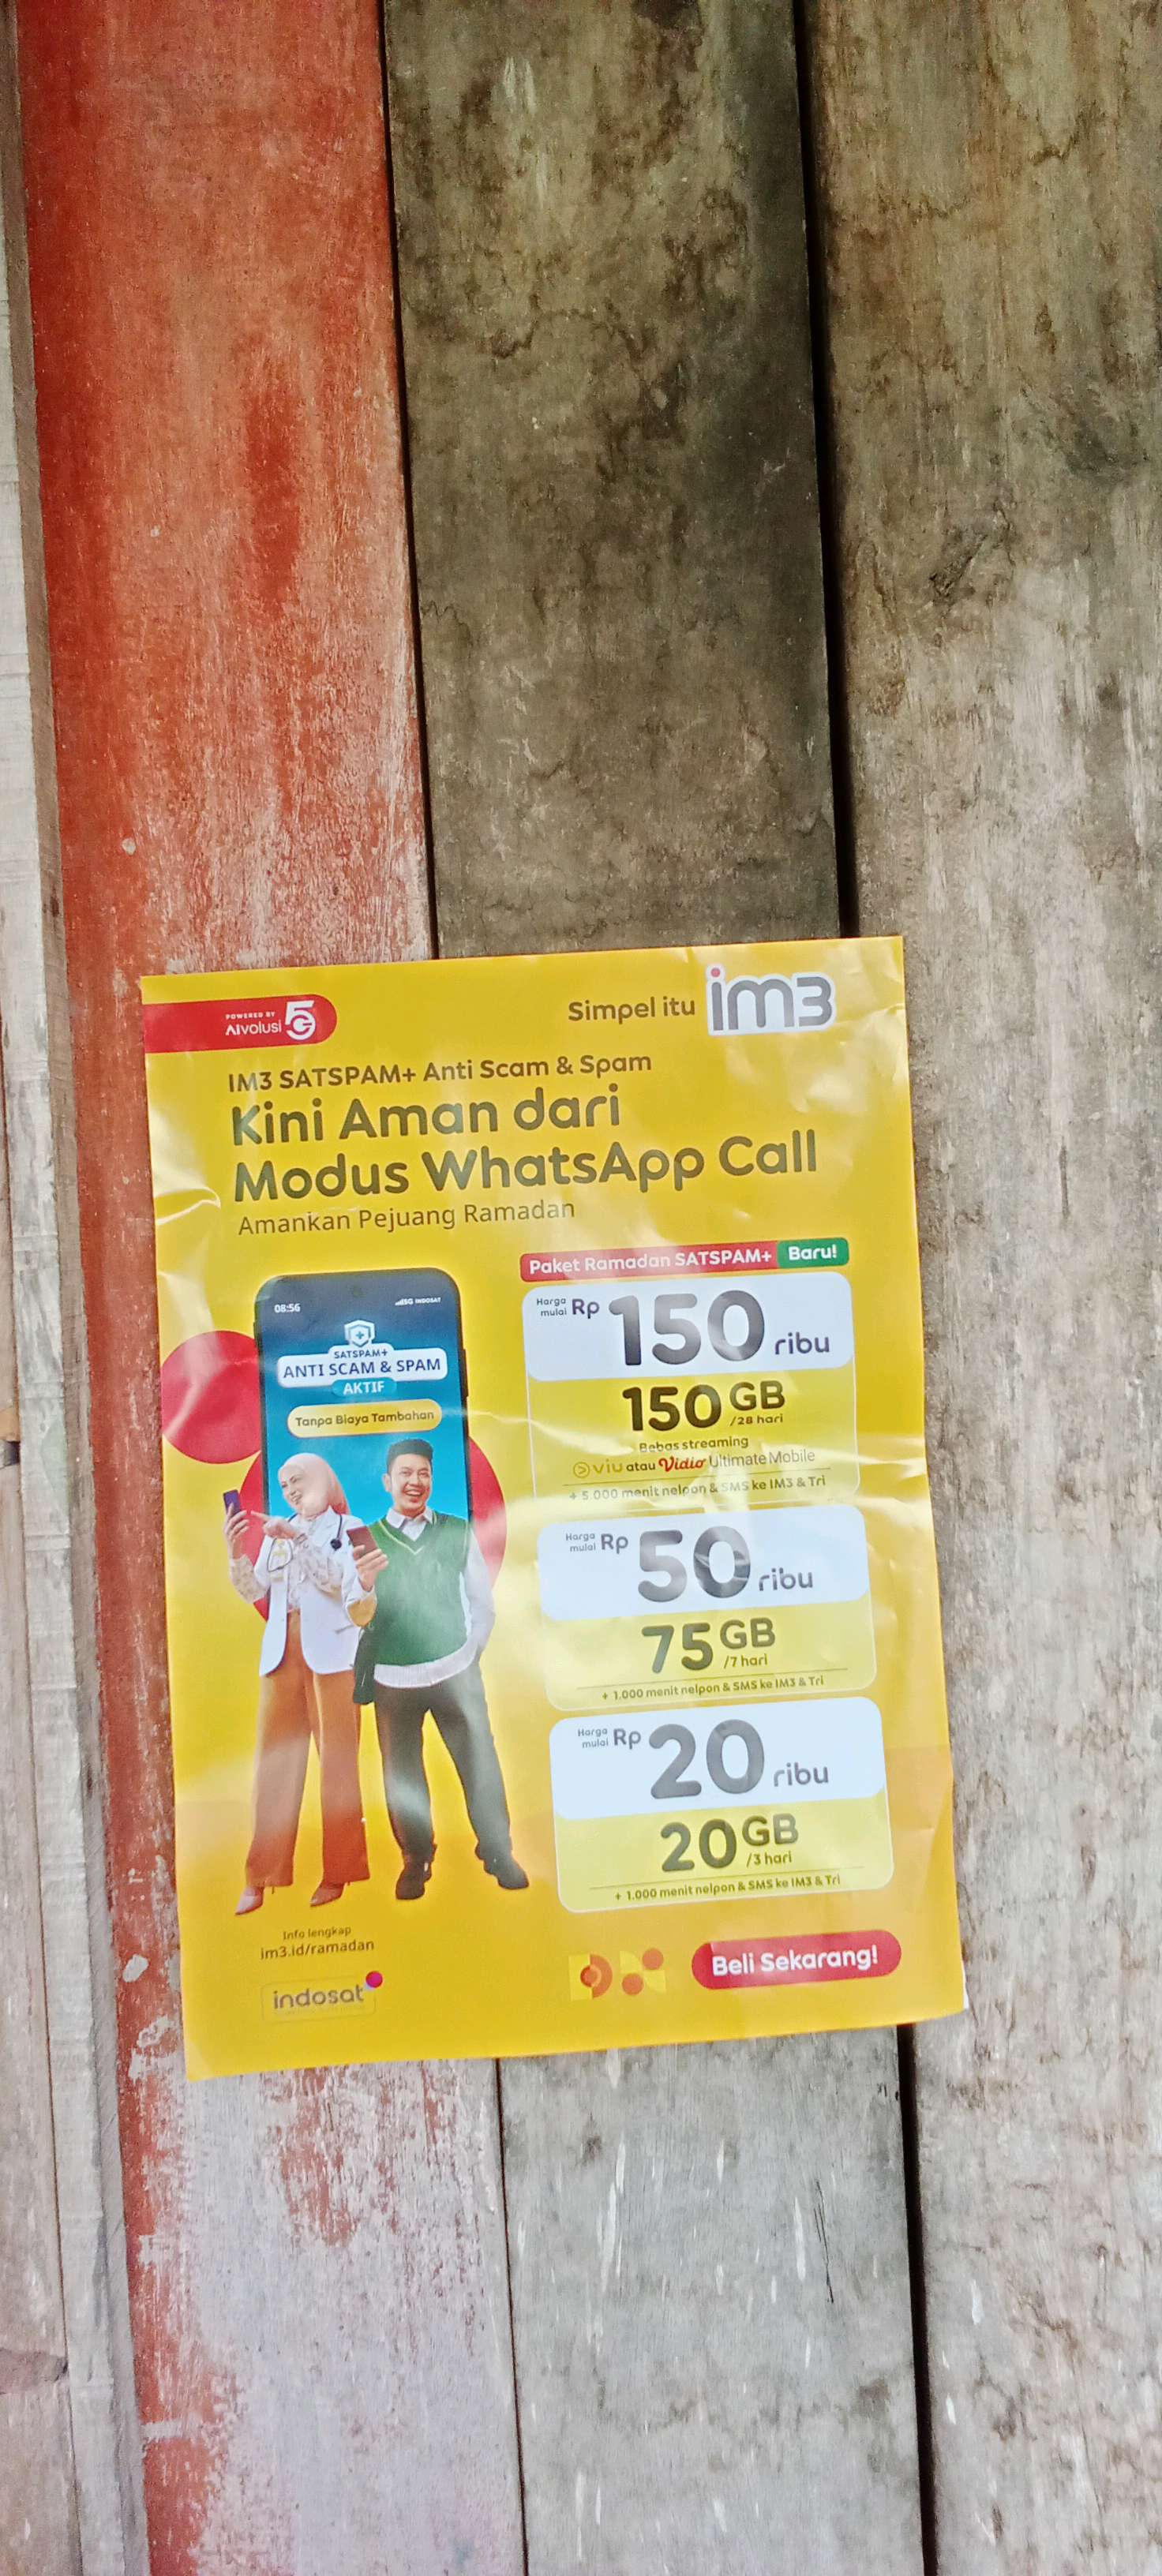 POWERED BY
AIvolusi 5G
Simpel itu im3
IM3 SATSPAM+ Anti Scam & Spam
Kini Aman dari
Modus WhatsApp Call
Amankan Pejuang Ramadan
08:56
5G INDOSAT
SATSPAM+
ANTI SCAM & SPAM
AKTIF
Tanpa Biaya Tambahan
Paket Ramadan SATSPAM+ Baru!
Harga mulai Rp 150 ribu
150 GB /28 hari
Bebas streaming
viu atau Vidio Ultimate Mobile
+ 5.000 menit nelpon & SMS ke IM3 & Tri
Harga mulai Rp 50 ribu
75 GB /7 hari
+ 1.000 menit nelpon & SMS ke IM3 & Tri
Harga mulai Rp 20 ribu
20 GB /3 hari
+ 1.000 menit nelpon & SMS ke IM3 & Tri
Info lengkap
im3.id/ramadan
indosat
Beli Sekarang!